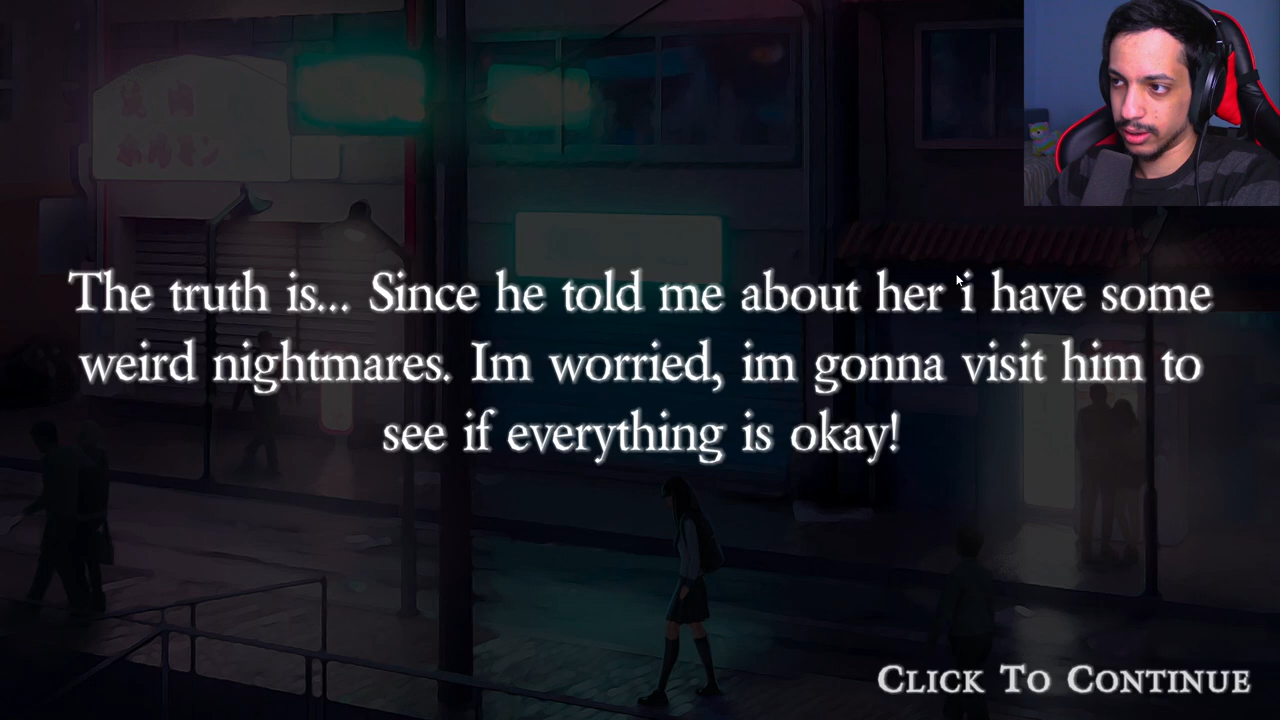 The truth is... Since he told me about her i have some
weird nightmares. Im worried, im gonna visit him to
see if everything is okay!
Click To Continue